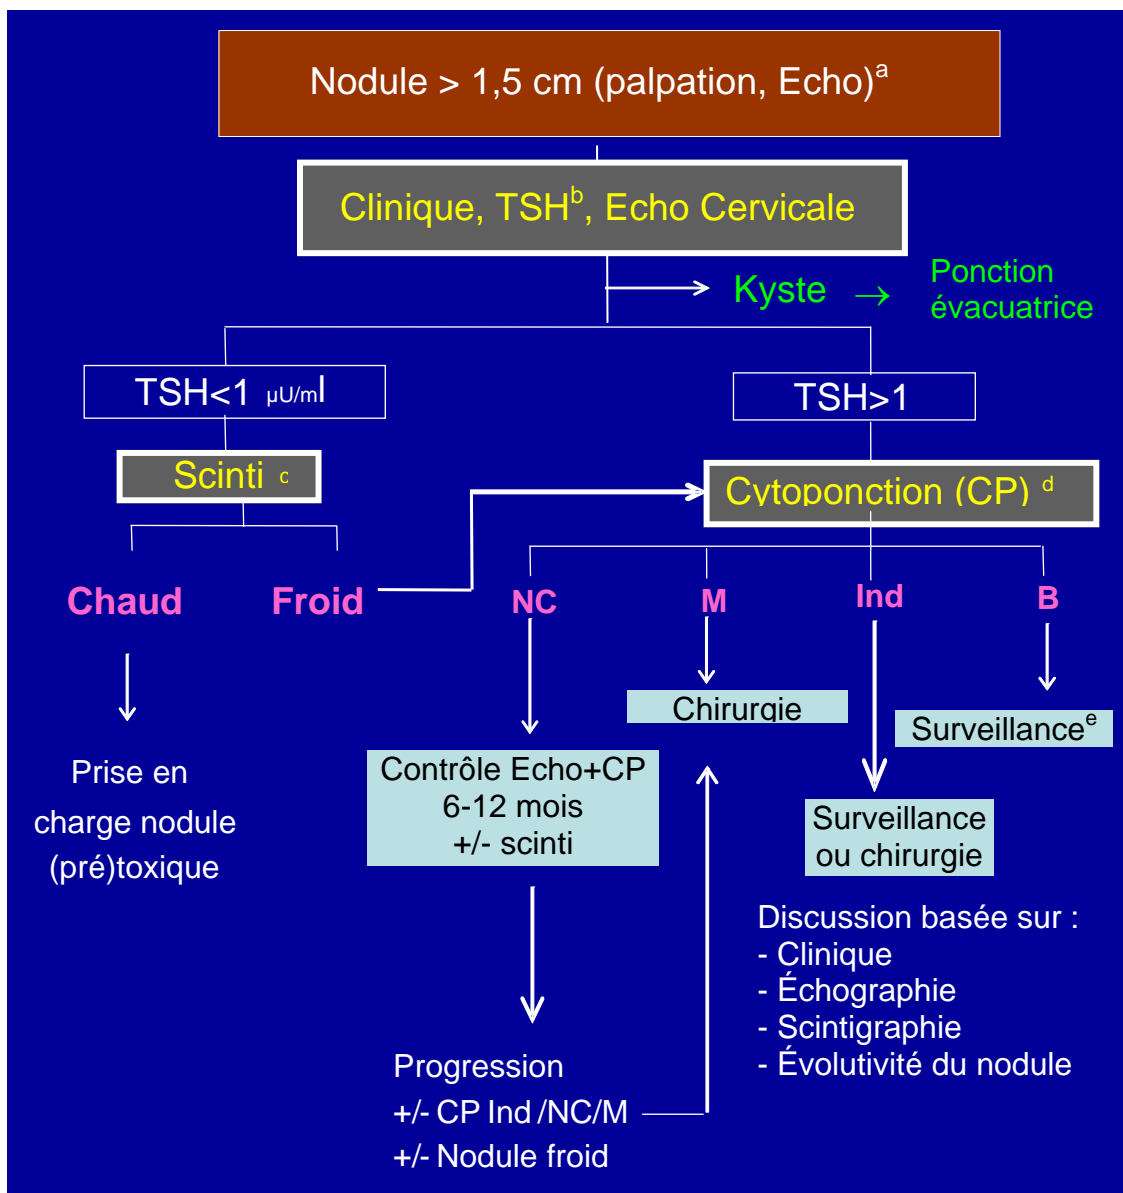 Nodule > 1,5 cm (palpation, Echo)a
Clinique, TSHb, Echo Cervicale
Kyste → Ponction
évacuatrice
TSH<1 µU/ml
TSH>1
Scinti c
Cytoponction (CP) d
Chaud
Froid
NC
M
Ind
B
Chirurgie
Surveillancee
Prise en
charge nodule
(pré)toxique
Contrôle Echo+CP
6-12 mois
+/- scinti
Surveillance
ou chirurgie
Discussion basée sur :
- Clinique
- Échographie
- Scintigraphie
- Évolutivité du nodule
Progression
+/- CP Ind /NC/M
+/- Nodule froid